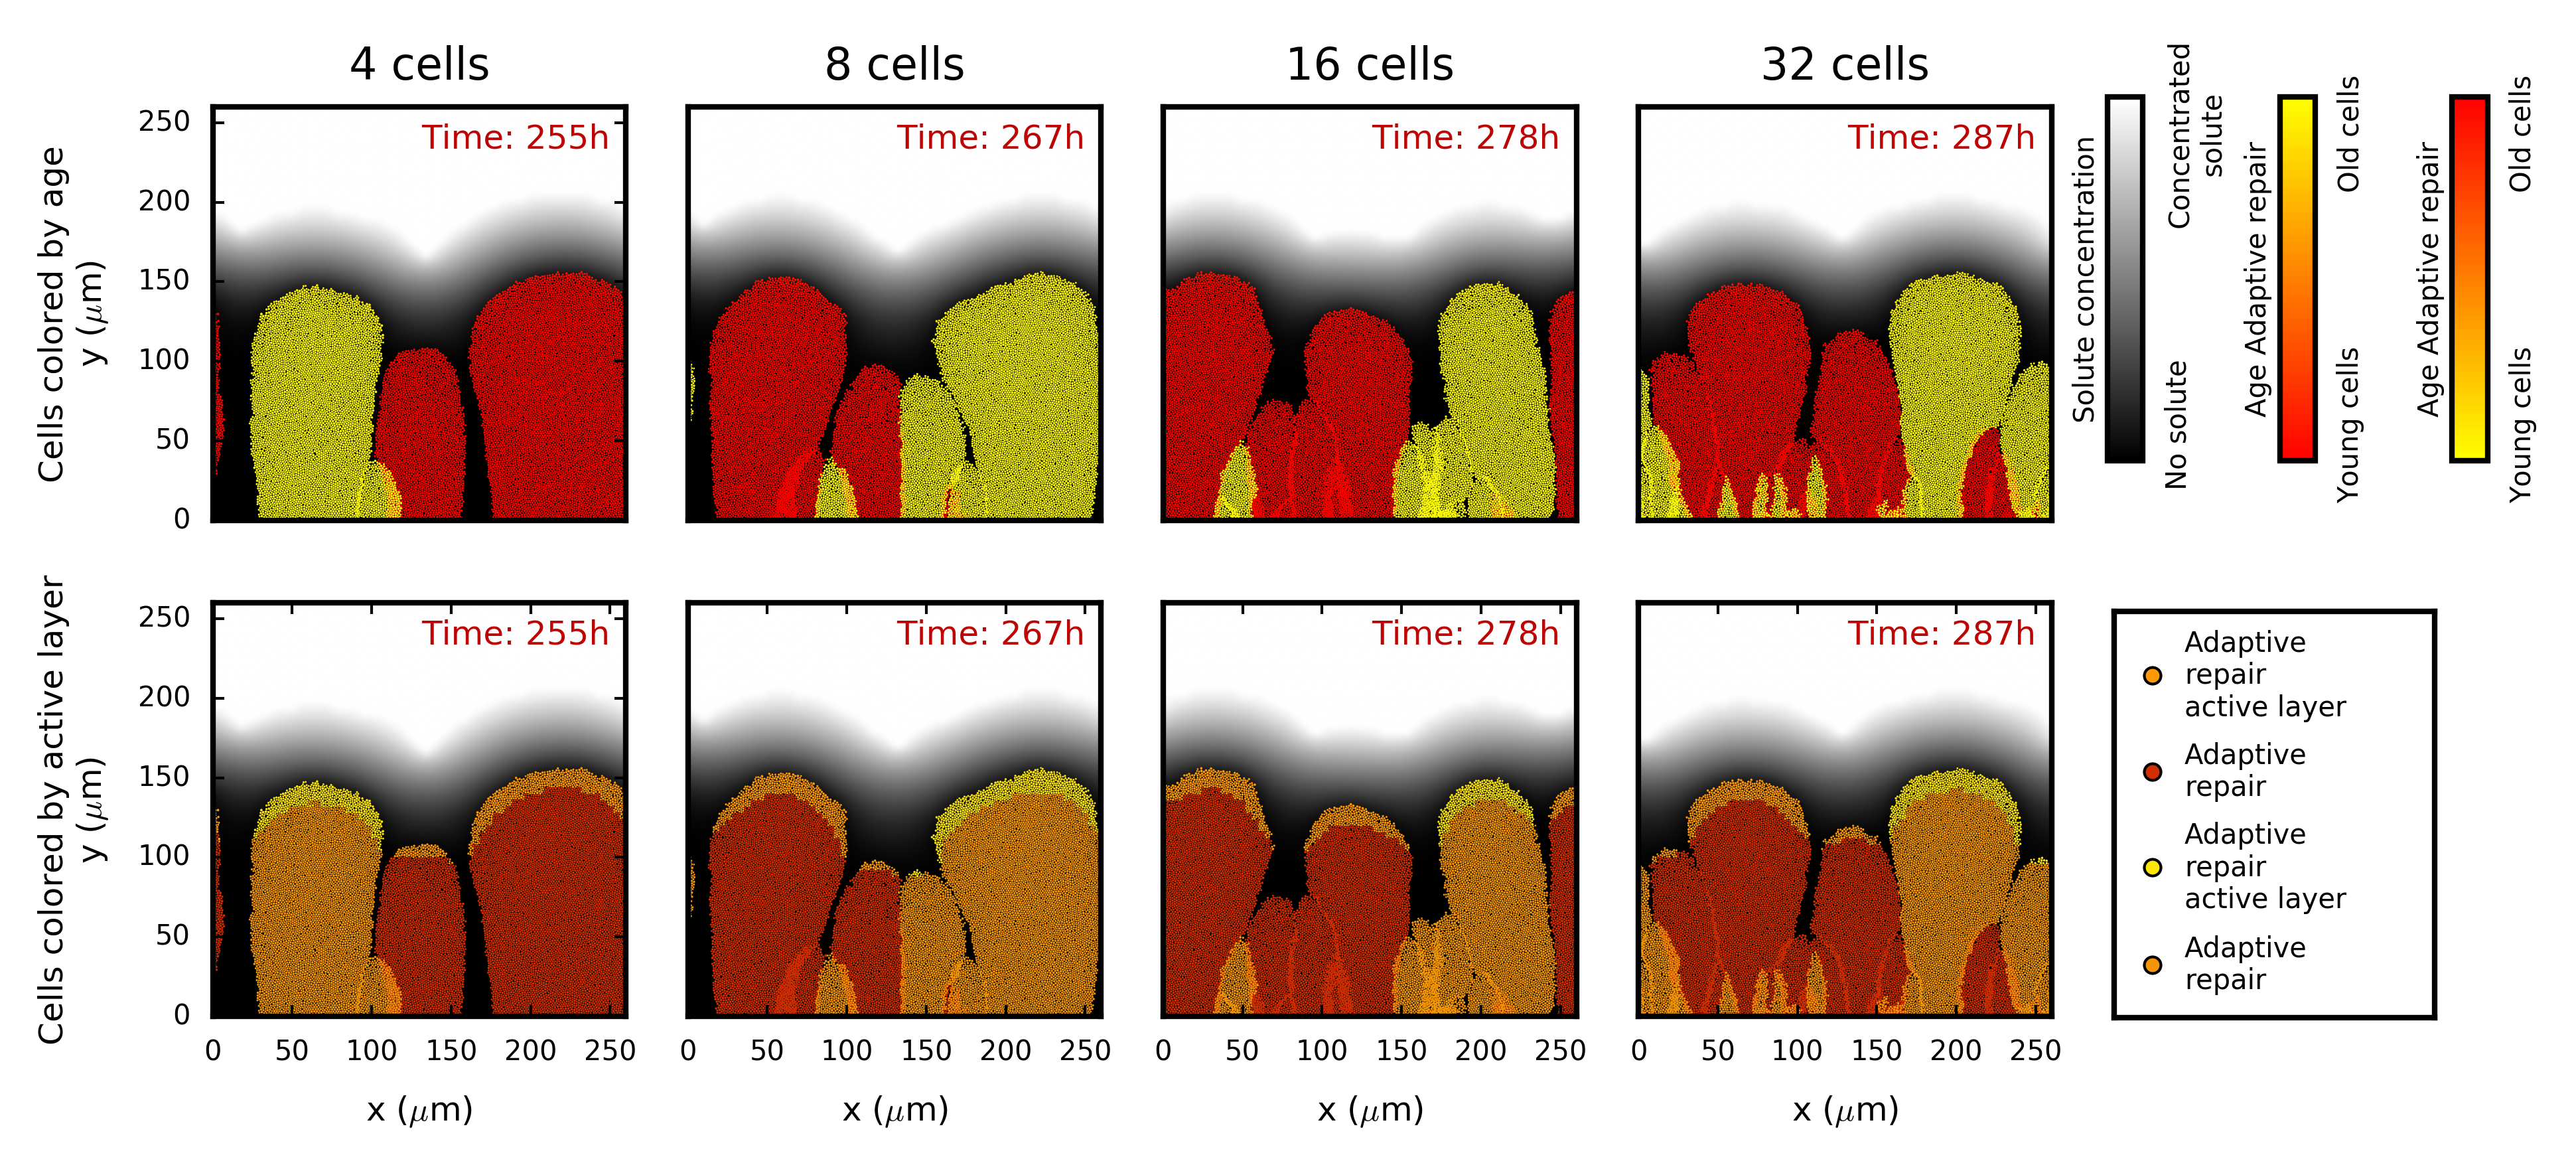 4 cells
8 cells
16 cells
32 cells
Cells colored by age
y (μm)
250
200
150
100
50
0
Time: 255h
Time: 267h
Time: 278h
Time: 287h
Solute concentration
No solute
Concentrated
solute
Age Adaptive repair
Young cells
Old cells
Age Adaptive repair
Young cells
Old cells
Cells colored by active layer
y (μm)
250
200
150
100
50
0
Time: 255h
Time: 267h
Time: 278h
Time: 287h
0 50 100 150 200 250
0 50 100 150 200 250
0 50 100 150 200 250
0 50 100 150 200 250
x (μm)
x (μm)
x (μm)
x (μm)
Adaptive
repair
active layer
Adaptive
repair
Adaptive
repair
active layer
Adaptive
repair